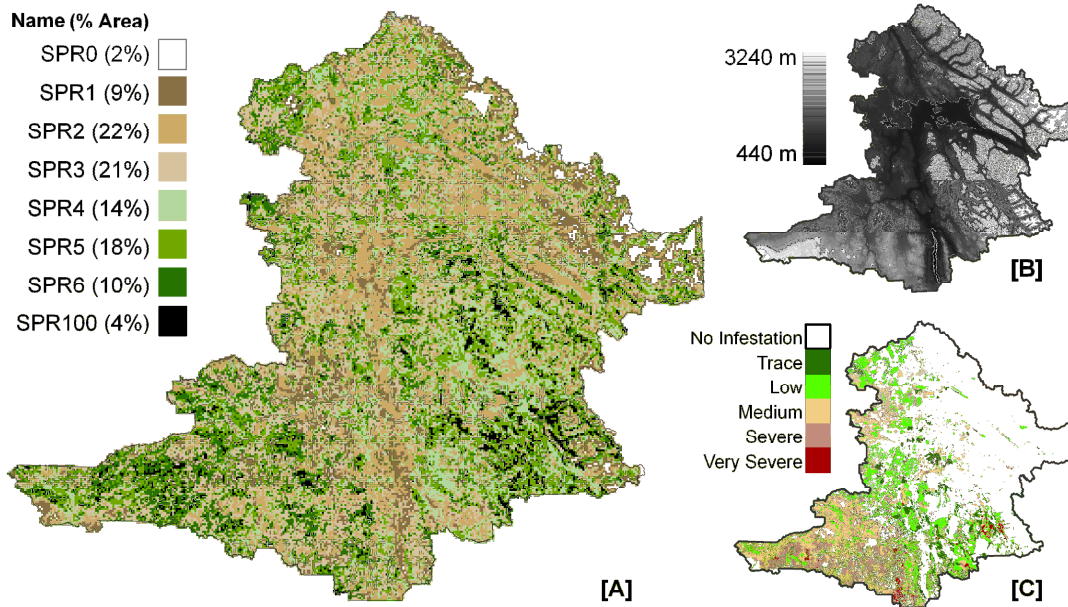 Name (% Area)
SPR0 (2%)
SPR1 (9%)
SPR2 (22%)
SPR3 (21%)
SPR4 (14%)
SPR5 (18%)
SPR6 (10%)
SPR100 (4%)
[A]
3240 m
440 m
[B]
No Infestation
Trace
Low
Medium
Severe
Very Severe
[C]